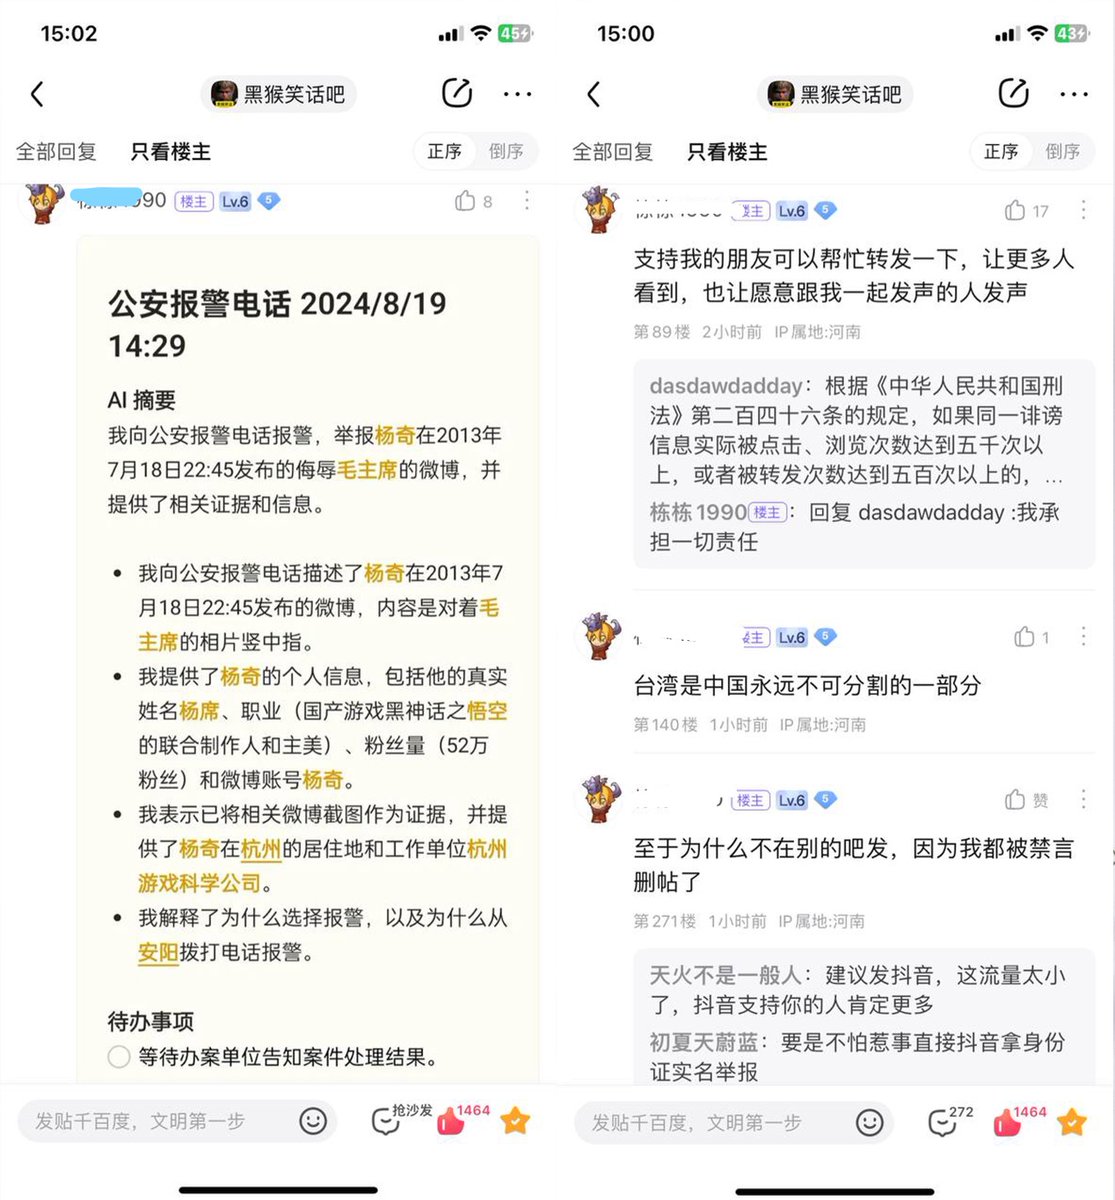 15:02
45
黑猴笑话吧
全部回复 只看楼主 正序 倒序
990 楼主 Lv.6 5 8
公安报警电话 2024/8/19
14:29
AI 摘要
我向公安报警电话报警，举报杨奇在2013年
7月18日22:45发布的侮辱毛主席的微博，并
提供了相关证据和信息。
• 我向公安报警电话描述了杨奇在2013年7
月18日22:45发布的微博，内容是对着毛
主席的相片竖中指。
• 我提供了杨奇的个人信息，包括他的真实
姓名杨席、职业（国产游戏黑神话之悟空
的联合制作人和主美）、粉丝量（52万
粉丝）和微博账号杨奇。
• 我表示已将相关微博截图作为证据，并提
供了杨奇在杭州的居住地和工作单位杭州
游戏科学公司。
• 我解释了为什么选择报警，以及为什么从
安阳拨打电话报警。
待办事项
等待办案单位告知案件处理结果。
发贴千百度，文明第一步 抢沙发 1464
15:00
43
黑猴笑话吧
全部回复 只看楼主 正序 倒序
楼主 Lv.6 5 17
支持我的朋友可以帮忙转发一下，让更多人
看到，也让愿意跟我一起发声的人发声
第89楼 2小时前 IP属地:河南
dasdawdadday：根据《中华人民共和国刑
法》第二百四十六条的规定，如果同一诽谤
信息实际被点击、浏览次数达到五千次以
上，或者被转发次数达到五百次以上的，...
栋栋1990 楼主：回复 dasdawdadday :我承
担一切责任
主 Lv.6 5 1
台湾是中国永远不可分割的一部分
第140楼 1小时前 IP属地:河南
楼主 Lv.6 5 赞
至于为什么不在别的吧发，因为我都被禁言
删帖了
第271楼 1小时前 IP属地:河南
天火不是一般人：建议发抖音，这流量太小
了，抖音支持你的人肯定更多
初夏天蔚蓝：要是不怕惹事直接抖音拿身份
证实名举报
发贴千百度，文明第一步 272 1464